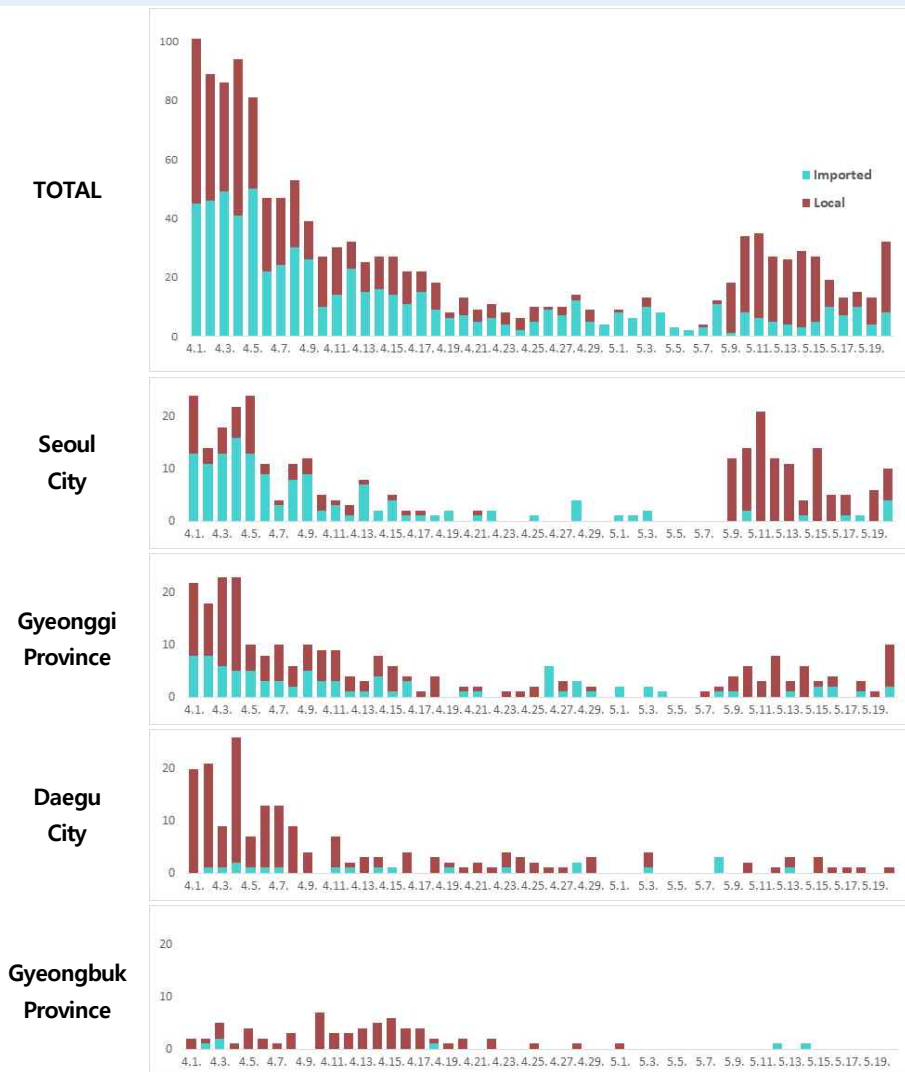 TOTAL
100
80
60
40
20
0
Imported
Local
4.1. 4.3. 4.5. 4.7. 4.9. 4.11. 4.13. 4.15. 4.17. 4.19. 4.21. 4.23. 4.25. 4.27. 4.29. 5.1. 5.3. 5.5. 5.7. 5.9. 5.11. 5.13. 5.15. 5.17. 5.19.
Seoul
City
20
10
0
4.1. 4.3. 4.5. 4.7. 4.9. 4.11. 4.13. 4.15. 4.17. 4.19. 4.21. 4.23. 4.25. 4.27. 4.29. 5.1. 5.3. 5.5. 5.7. 5.9. 5.11. 5.13. 5.15. 5.17. 5.19.
Gyeonggi
Province
20
10
0
4.1. 4.3. 4.5. 4.7. 4.9. 4.11. 4.13. 4.15. 4.17. 4.19. 4.21. 4.23. 4.25. 4.27. 4.29. 5.1. 5.3. 5.5. 5.7. 5.9. 5.11. 5.13. 5.15. 5.17. 5.19.
Daegu
City
20
10
0
4.1. 4.3. 4.5. 4.7. 4.9. 4.11. 4.13. 4.15. 4.17. 4.19. 4.21. 4.23. 4.25. 4.27. 4.29. 5.1. 5.3. 5.5. 5.7. 5.9. 5.11. 5.13. 5.15. 5.17. 5.19.
Gyeongbuk
Province
20
10
0
4.1. 4.3. 4.5. 4.7. 4.9. 4.11. 4.13. 4.15. 4.17. 4.19. 4.21. 4.23. 4.25. 4.27. 4.29. 5.1. 5.3. 5.5. 5.7. 5.9. 5.11. 5.13. 5.15. 5.17. 5.19.